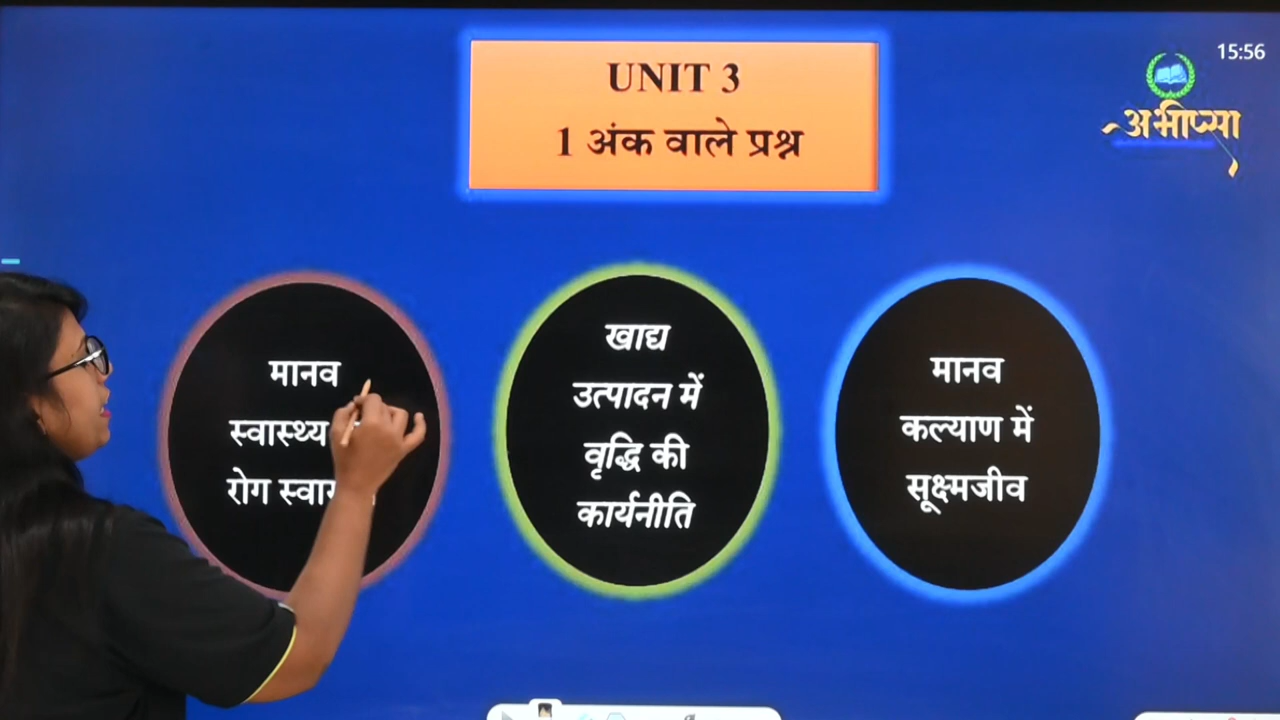 UNIT 3
1 अंक वाले प्रश्न
15:56
अभीप्सा
मानव
स्वास्थ्य
रोग
खाद्य
उत्पादन में
वृद्धि की
कार्यनीति
मानव
कल्याण में
सूक्ष्मजीव